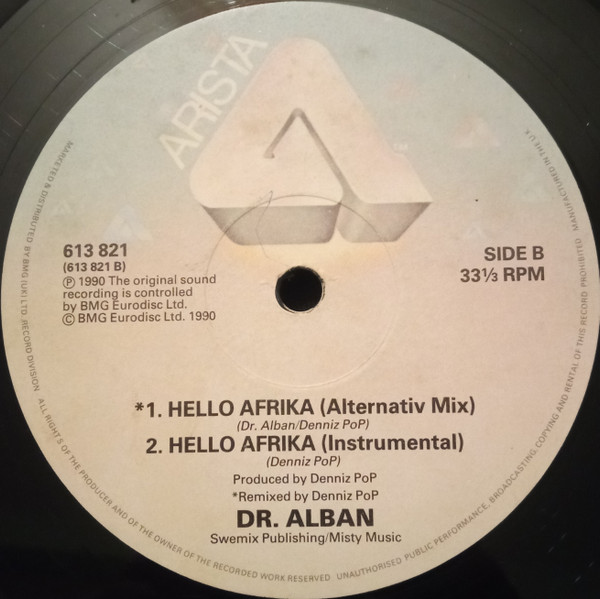 ARISTA
TM
613 821
(613 821 B)
Ⓟ 1990 The original sound
recording is controlled
by BMG Eurodisc Ltd.
© BMG Eurodisc Ltd. 1990
SIDE B
33⅓ RPM
*1. HELLO AFRIKA (Alternativ Mix)
(Dr. Alban/Denniz PoP)
2. HELLO AFRIKA (Instrumental)
(Denniz PoP)
Produced by Denniz PoP
*Remixed by Denniz PoP
DR. ALBAN
Swemix Publishing/Misty Music
MARKETED & DISTRIBUTED BY BMG (UK) LTD. RECORD DIVISION ALL RIGHTS OF THE PRODUCER AND OF THE OWNER OF THE RECORDED WORK RESERVED UNAUTHORISED PUBLIC PERFORMANCE, BROADCASTING, COPYING AND RENTAL OF THIS RECORD PROHIBITED MANUFACTURED IN THE U.K.